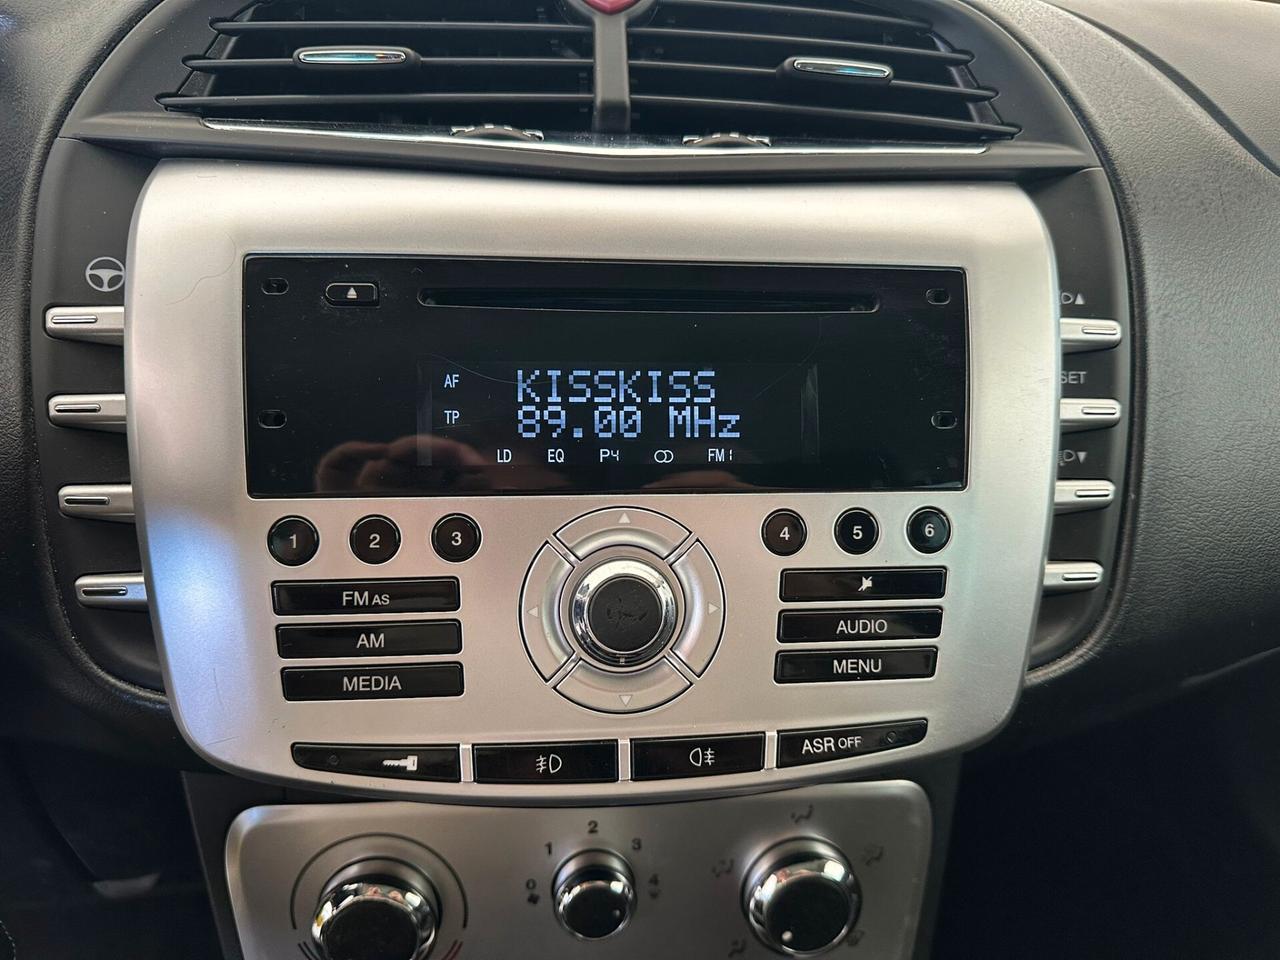 AF KISSKISS
TP 89.00 MHz
LD EQ P4 FM1
SET
1 2 3 4 5 6
FM AS
AM
MEDIA
AUDIO
MENU
ASR OFF
0 1 2 3 4